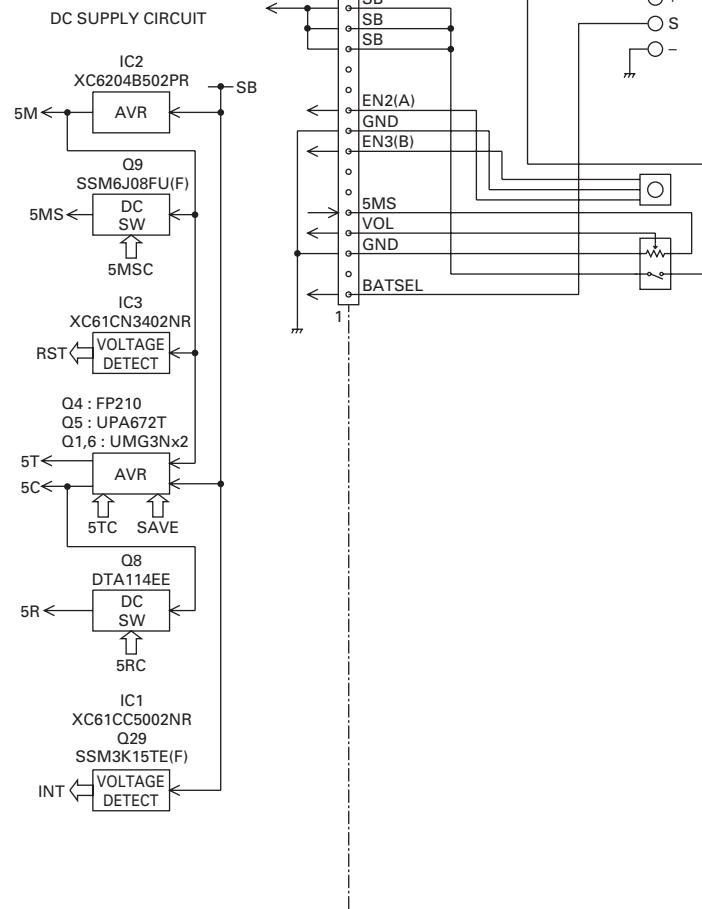 DC SUPPLY CIRCUIT
IC2
XC6204B502PR
SB
5M
AVR
Q9
SSM6J08FU(F)
5MS
DC
SW
5MSC
IC3
XC61CN3402NR
RST
VOLTAGE
DETECT
Q4 : FP210
Q5 : UPA672T
Q1,6 : UMG3Nx2
5T
5C
AVR
5TC SAVE
Q8
DTA114EE
5R
DC
SW
5RC
IC1
XC61CC5002NR
Q29
SSM3K15TE(F)
INT
VOLTAGE
DETECT
SB
SB
SB
EN2(A)
GND
EN3(B)
5MS
VOL
GND
BATSEL
1
+
S
–